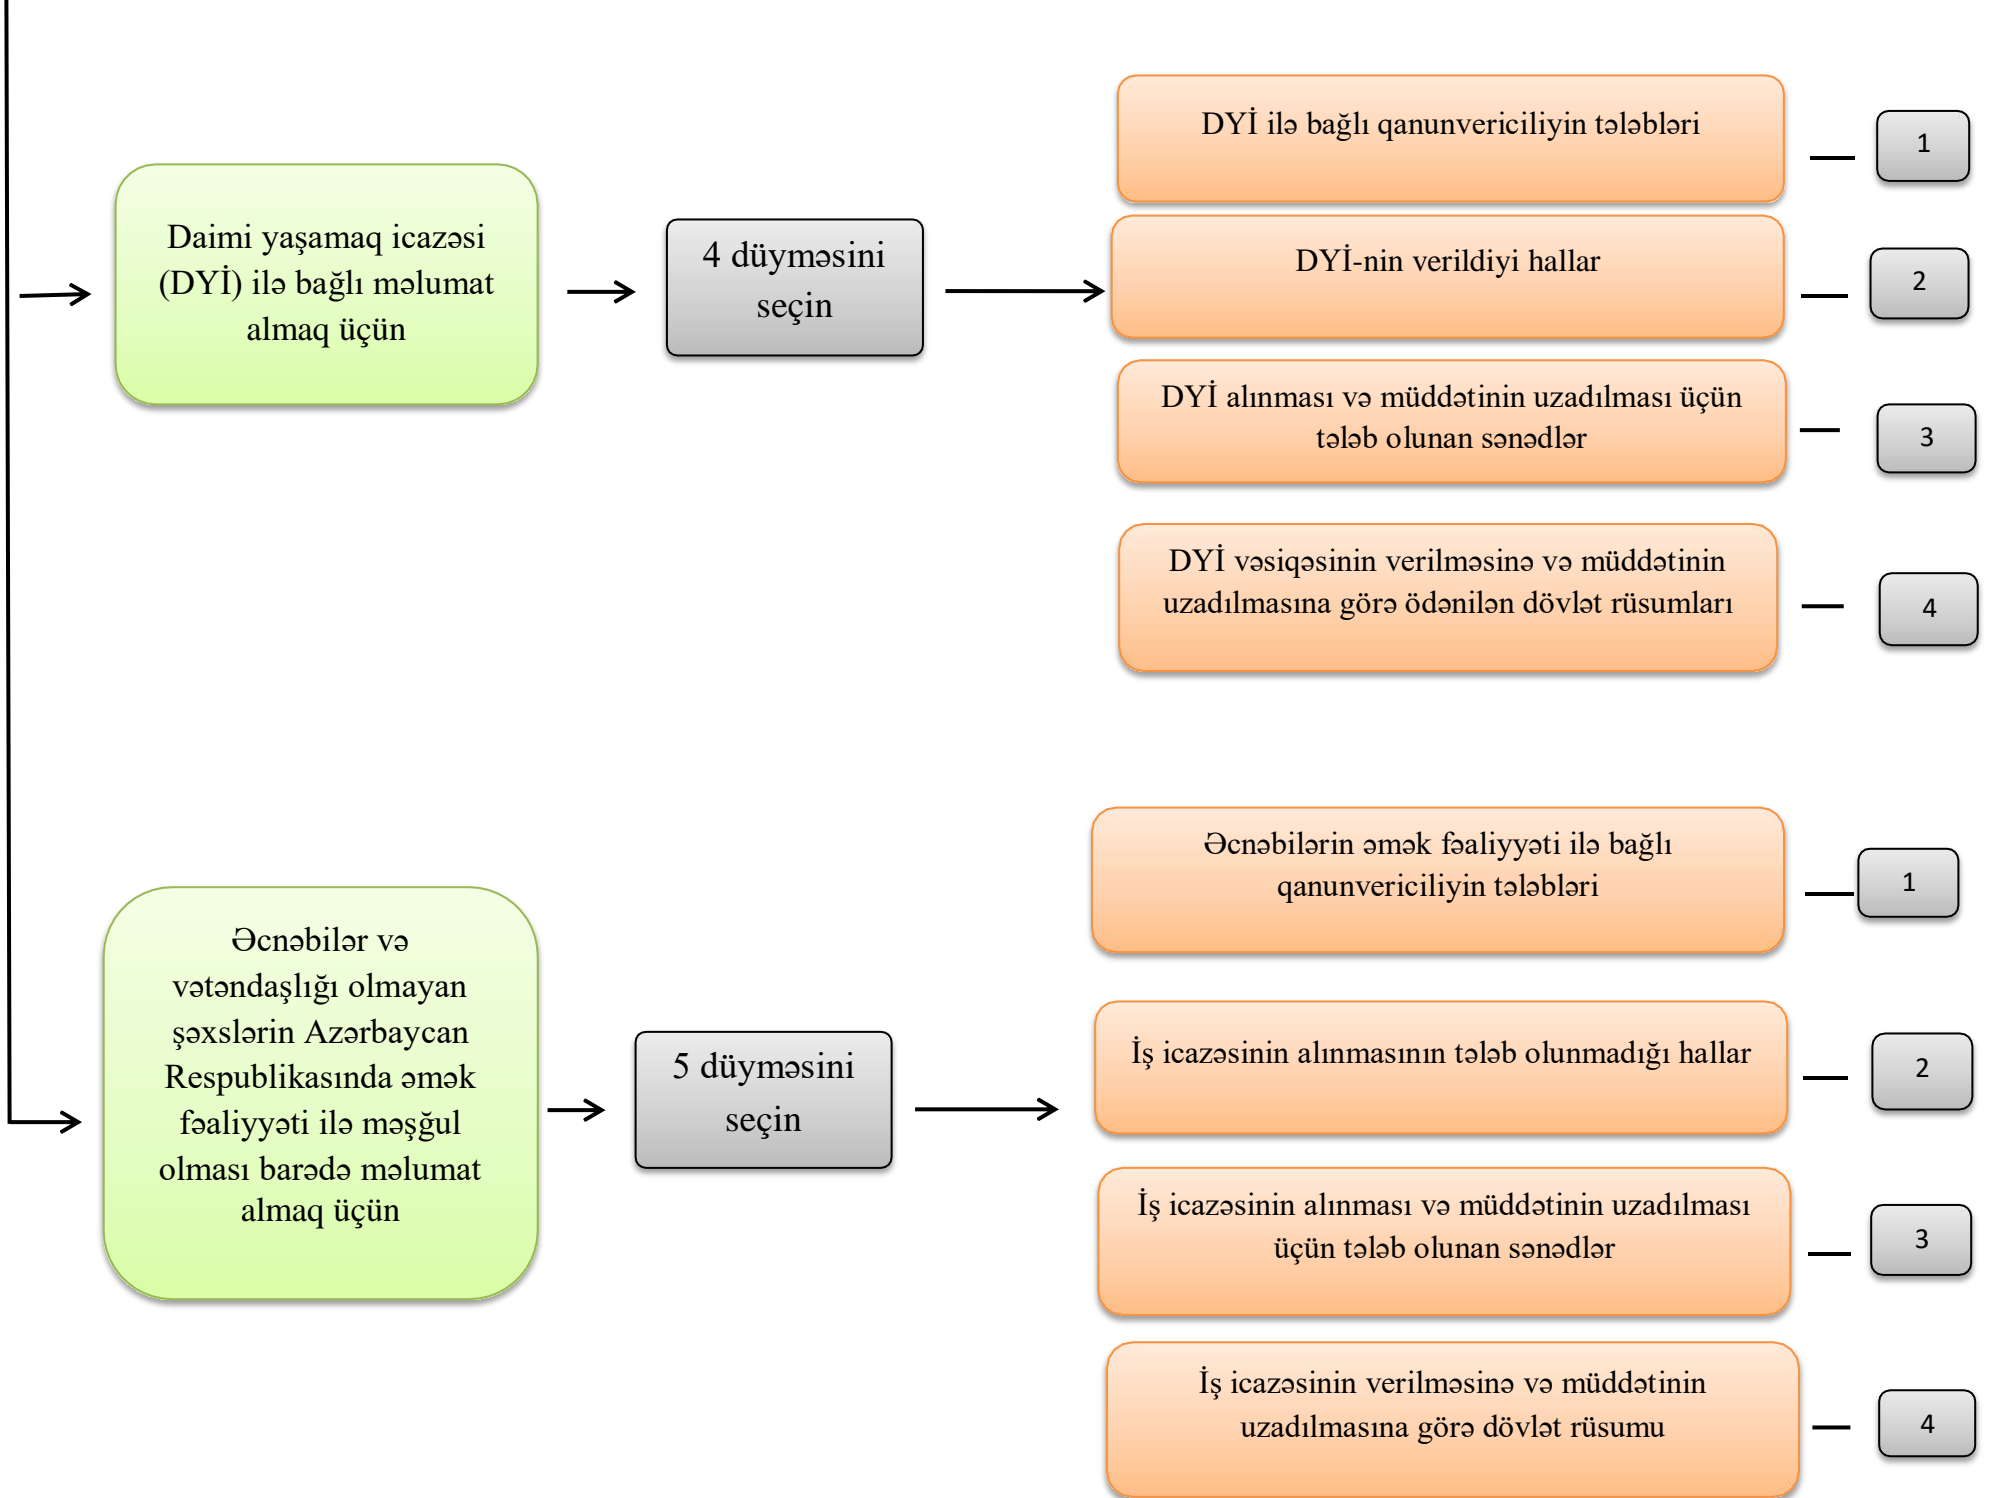 Daimi yaşamaq icazəsi
(DYİ) ilə bağlı məlumat
almaq üçün
4 düyməsini
seçin
DYİ ilə bağlı qanunvericiliyin tələbləri
1
DYİ-nin verildiyi hallar
2
DYİ alınması və müddətinin uzadılması üçün
tələb olunan sənədlər
3
DYİ vəsiqəsinin verilməsinə və müddətinin
uzadılmasına görə ödənilən dövlət rüsumları
4
Əcnəbilər və
vətəndaşlığı olmayan
şəxslərin Azərbaycan
Respublikasında əmək
fəaliyyəti ilə məşğul
olması barədə məlumat
almaq üçün
5 düyməsini
seçin
Əcnəbilərin əmək fəaliyyəti ilə bağlı
qanunvericiliyin tələbləri
1
İş icazəsinin alınmasının tələb olunmadığı hallar
2
İş icazəsinin alınması və müddətinin uzadılması
üçün tələb olunan sənədlər
3
İş icazəsinin verilməsinə və müddətinin
uzadılmasına görə dövlət rüsumu
4